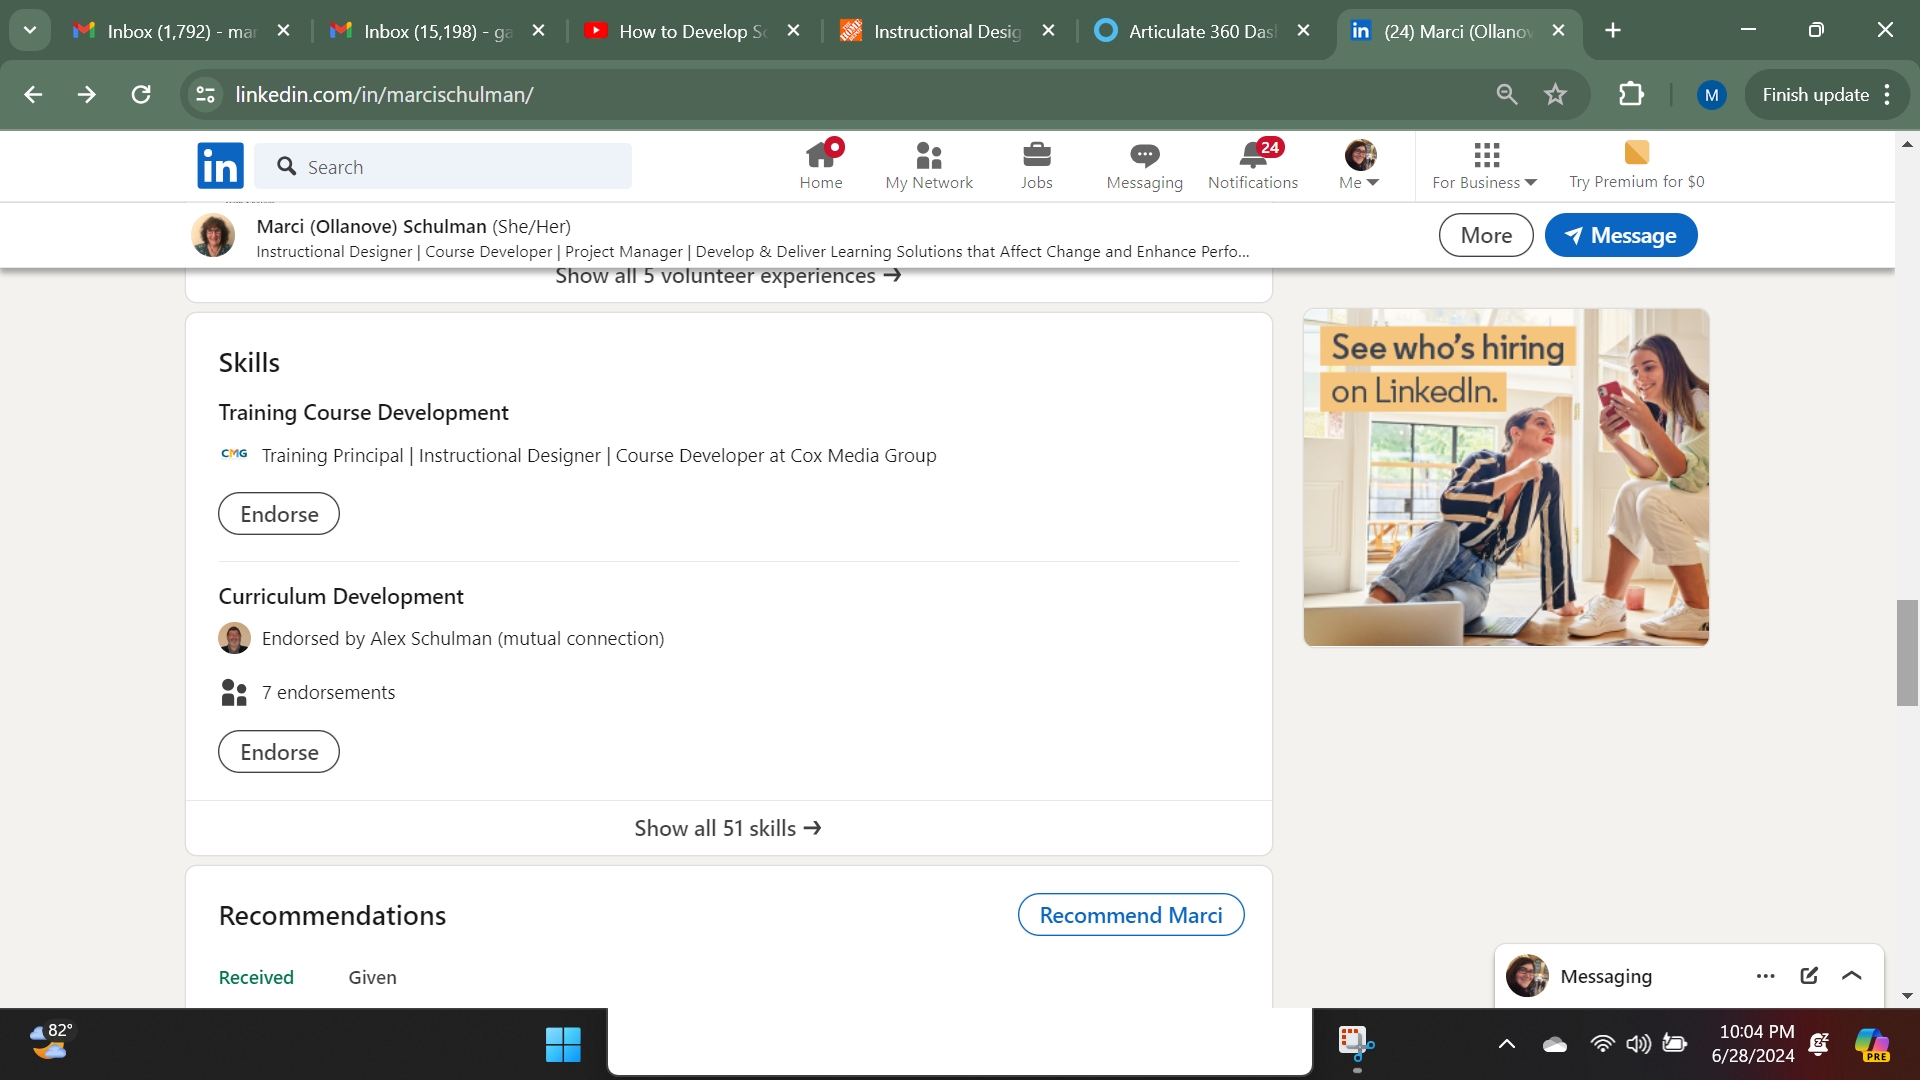 Inbox (1,792) - mar
Inbox (15,198) - ga
How to Develop Sc
Instructional Desig
Articulate 360 Dash
(24) Marci (Ollanov
linkedin.com/in/marcischulman/
M
Finish update
in
Search
Home
My Network
Jobs
Messaging
24
Notifications
Me
For Business
Try Premium for $0
Marci (Ollanove) Schulman (She/Her)
Instructional Designer | Course Developer | Project Manager | Develop & Deliver Learning Solutions that Affect Change and Enhance Perfo...
More
Message
Show all 5 volunteer experiences →
See who's hiring
on LinkedIn.
Skills
Training Course Development
CMG
Training Principal | Instructional Designer | Course Developer at Cox Media Group
Endorse
Curriculum Development
Endorsed by Alex Schulman (mutual connection)
7 endorsements
Endorse
Show all 51 skills →
Recommendations
Recommend Marci
Received
Given
Messaging
82°
10:04 PM
6/28/2024
PRE